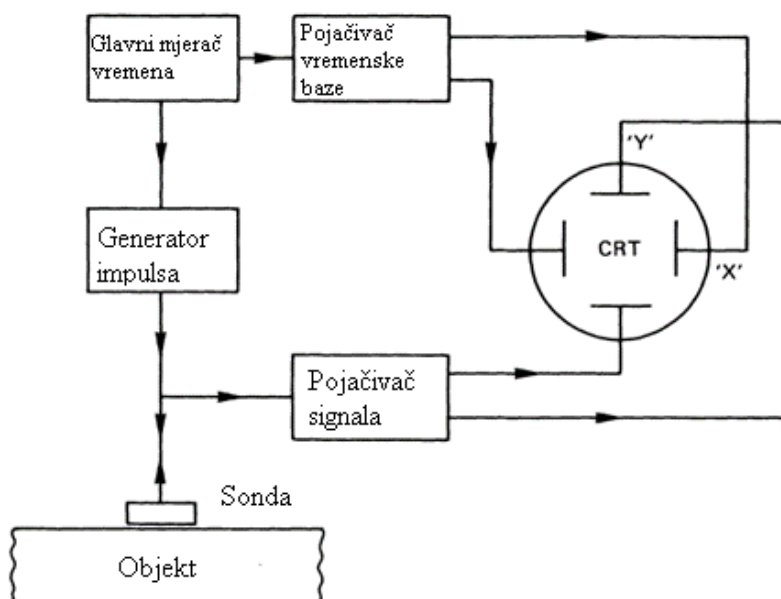 Glavni mjerač
vremena
Pojačivač
vremenske
baze
'Y'
CRT
'X'
Generator
impulsa
Pojačivač
signala
Sonda
Objekt